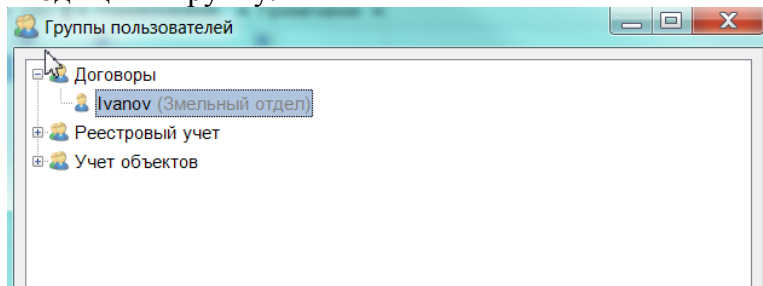 Группы пользователей
Договоры
Ivanov (Змельный отдел)
Реестровый учет
Учет объектов